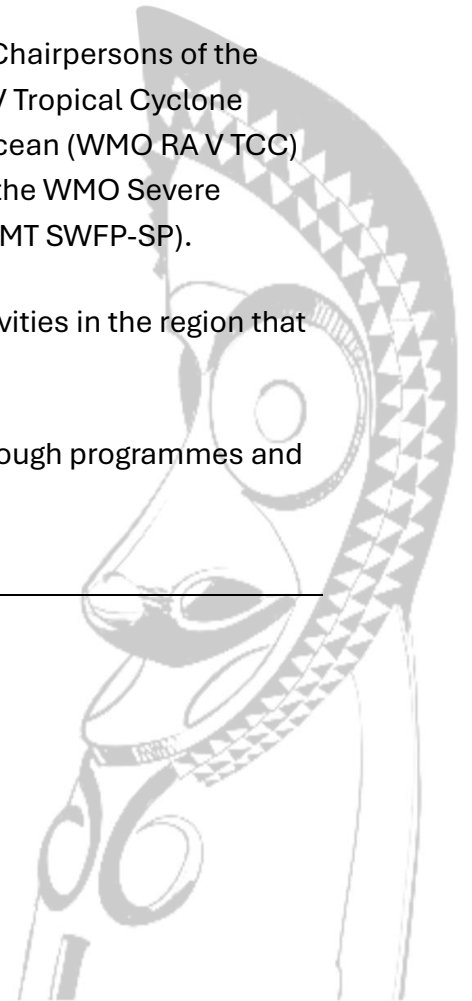 Chairpersons of the
V Tropical Cyclone
cean (WMO RA V TCC)
the WMO Severe
MT SWFP-SP).
vities in the region that
ough programmes and